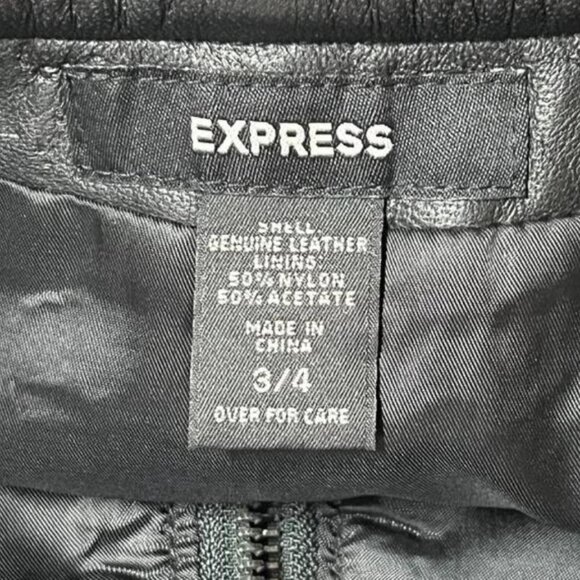 EXPRESS
SHELL:
GENUINE LEATHER
LINING:
50% NYLON
50% ACETATE
MADE IN
CHINA
3/4
OVER FOR CARE